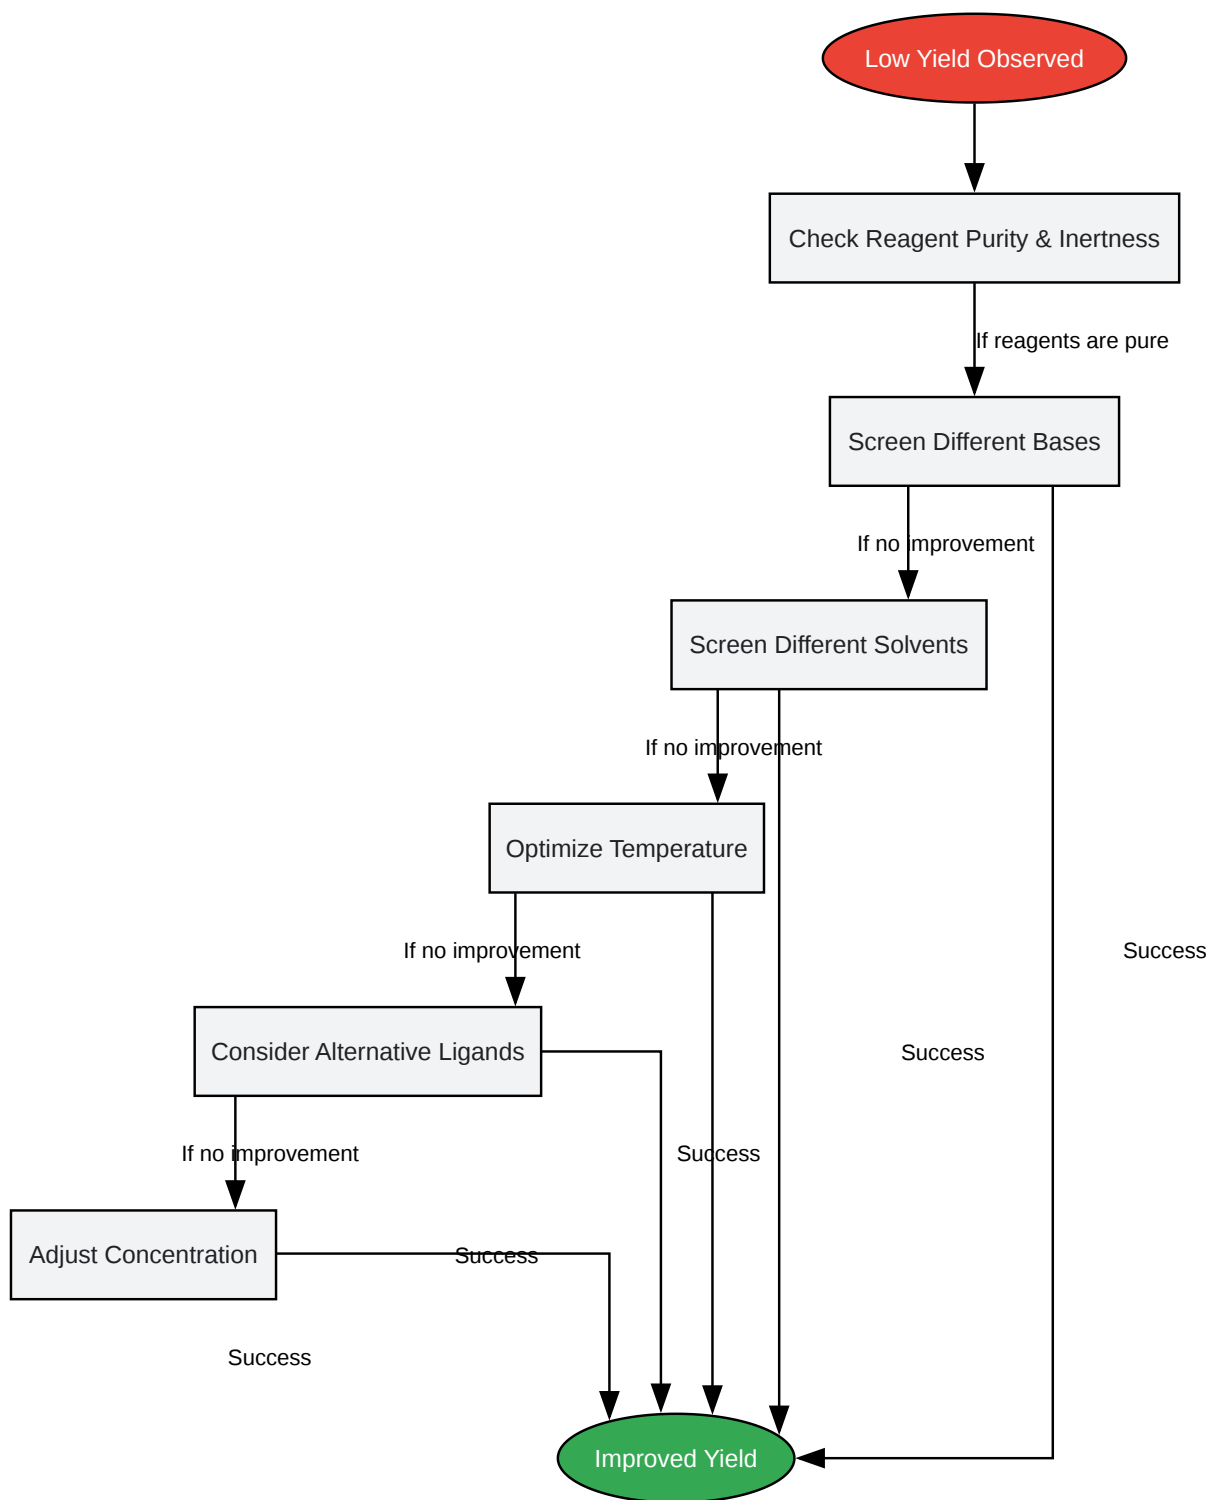 Low Yield Observed
Check Reagent Purity & Inertness
If reagents are pure
Screen Different Bases
If no improvement
Screen Different Solvents
If no improvement
Optimize Temperature
If no improvement
Success
Consider Alternative Ligands
Success
If no improvement
Success
Adjust Concentration
Success
Success
Improved Yield